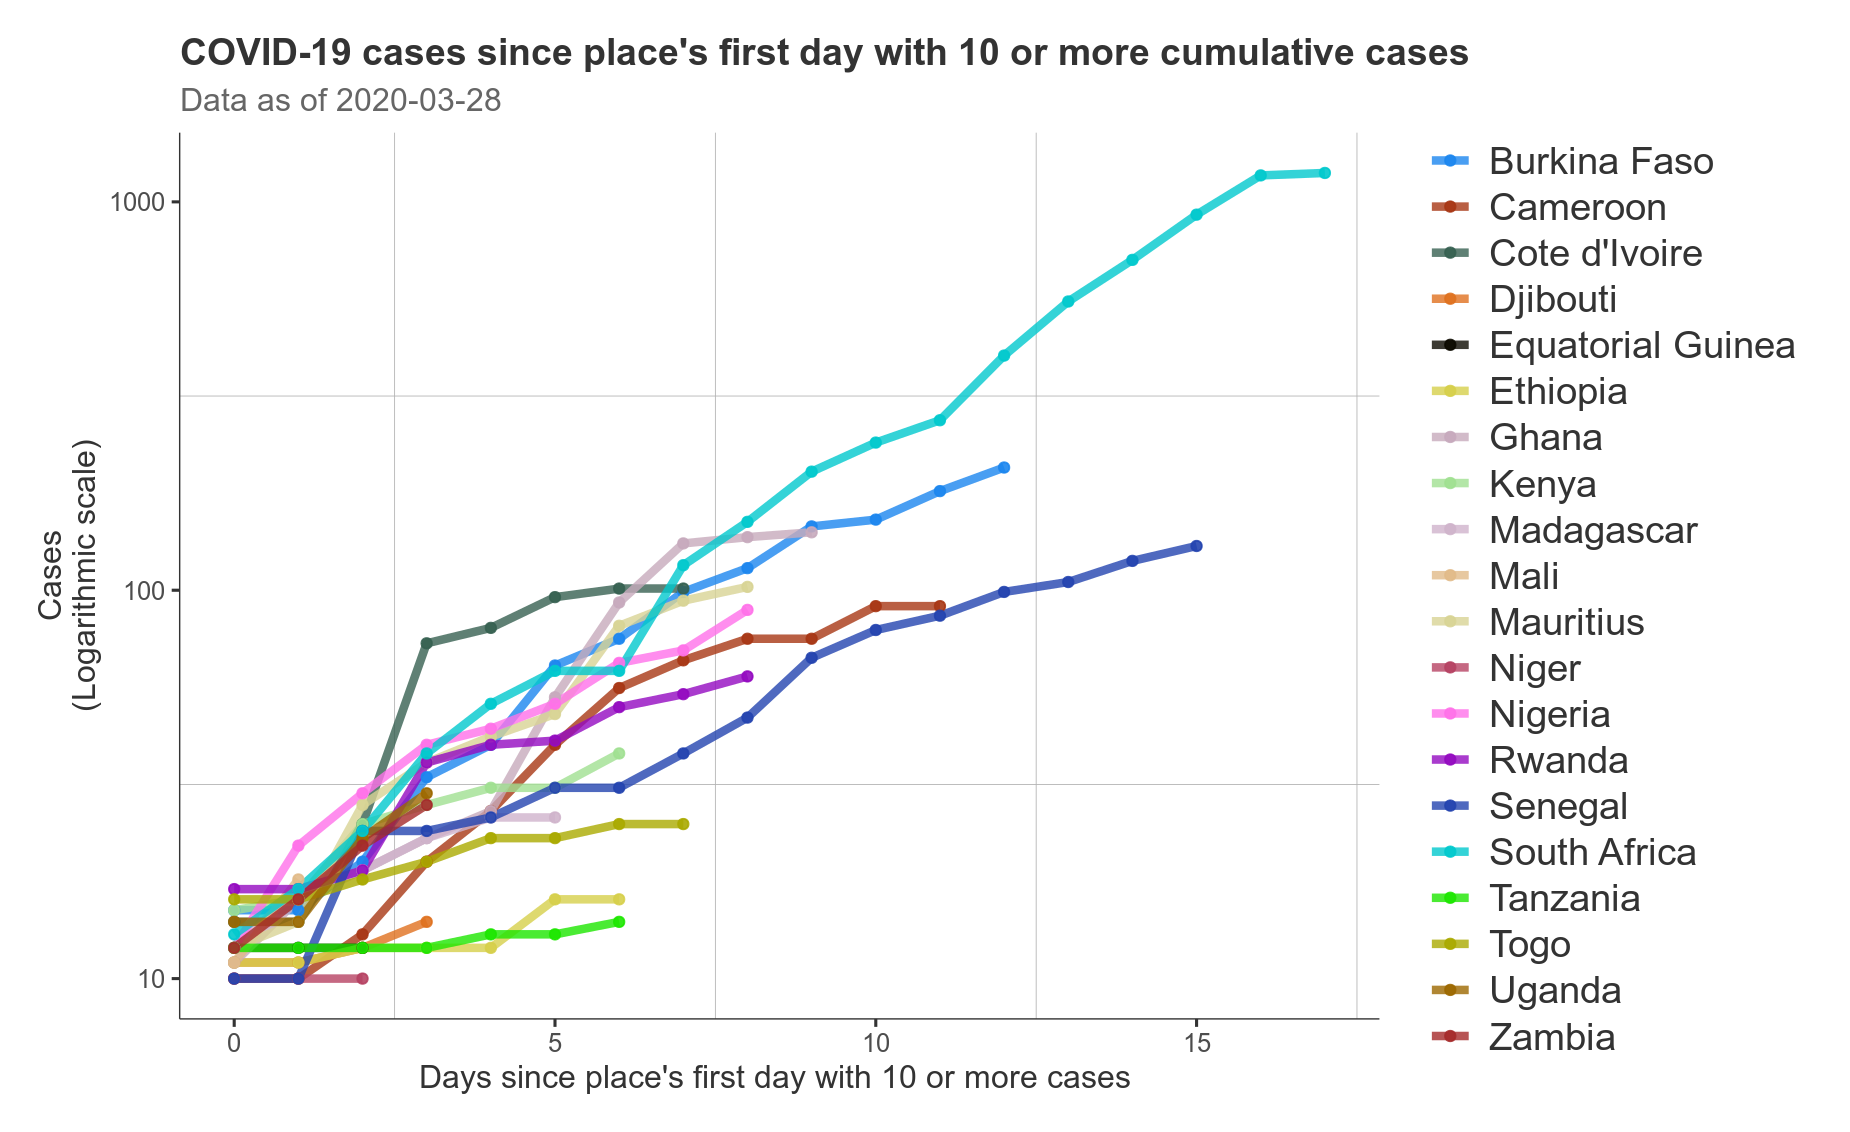 COVID-19 cases since place's first day with 10 or more cumulative cases
Data as of 2020-03-28
Cases
(Logarithmic scale)
1000
100
10
0
5
10
15
Days since place's first day with 10 or more cases
Burkina Faso
Cameroon
Cote d'Ivoire
Djibouti
Equatorial Guinea
Ethiopia
Ghana
Kenya
Madagascar
Mali
Mauritius
Niger
Nigeria
Rwanda
Senegal
South Africa
Tanzania
Togo
Uganda
Zambia